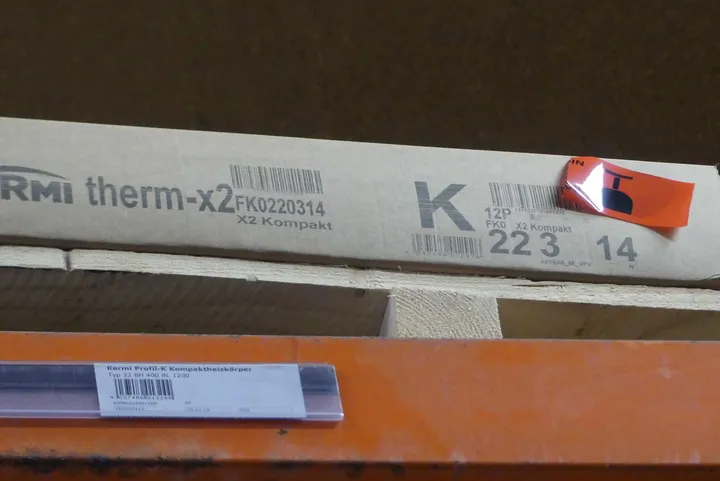 RMI therm-x2 FK0220314
X2 Kompakt
K
12P
FK0 X2 Kompakt
22 3 14
Kermi Profil-K Kompaktheizkörper
Typ 22 BH 400 BL 1200